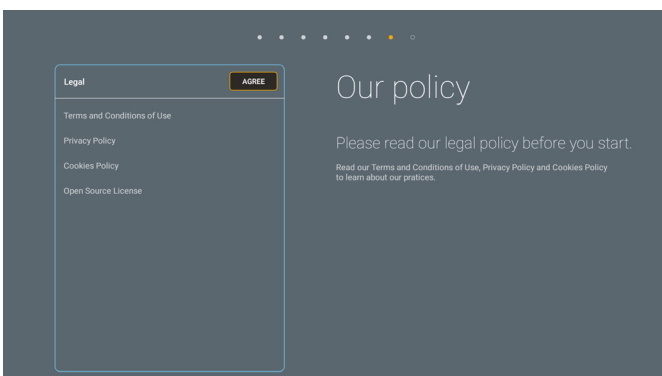 Legal
AGREE
Terms and Conditions of Use
Privacy Policy
Cookies Policy
Open Source License
Our policy
Please read our legal policy before you start.
Read our Terms and Conditions of Use, Privacy Policy and Cookies Policy
to learn about our pratices.